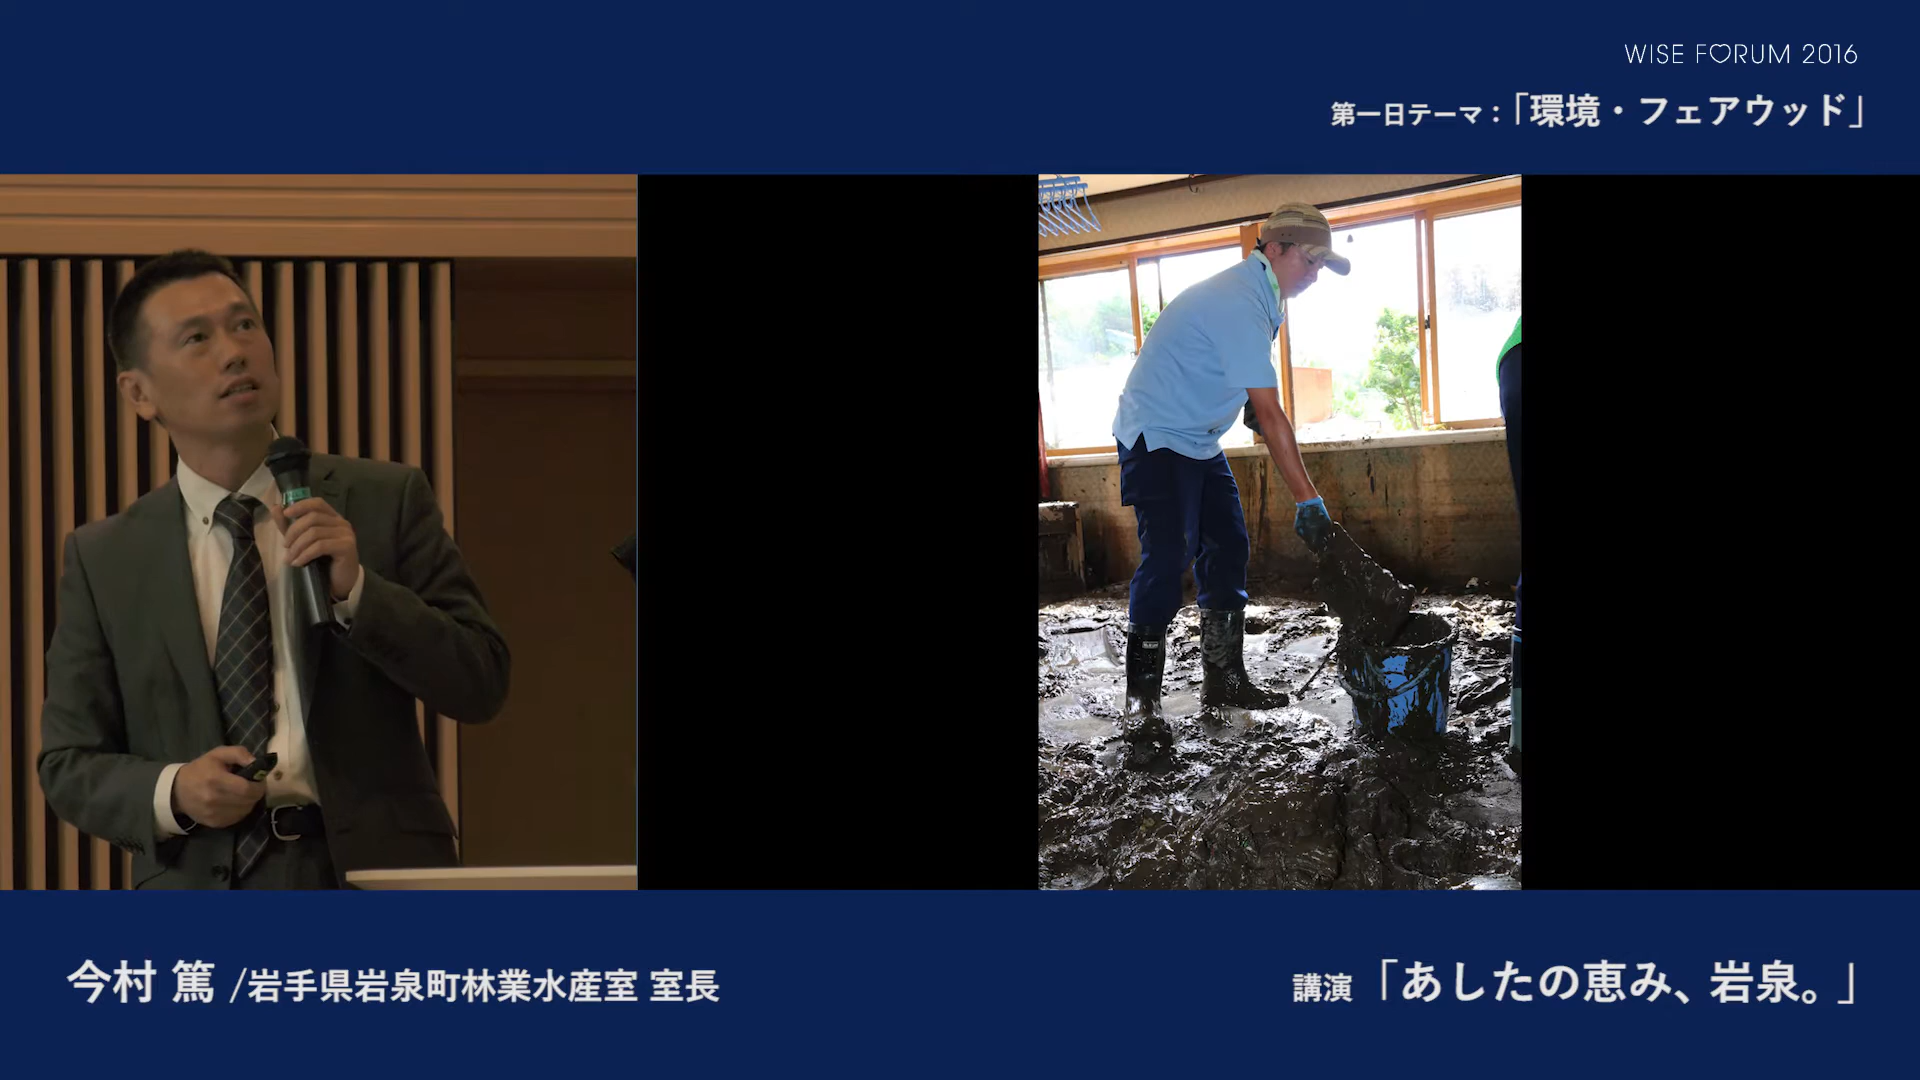 WISE FORUM 2016
第一日テーマ：「環境・フェアウッド」
今村 篤 /岩手県岩泉町林業水産室 室長
講演 「あしたの恵み、岩泉。」